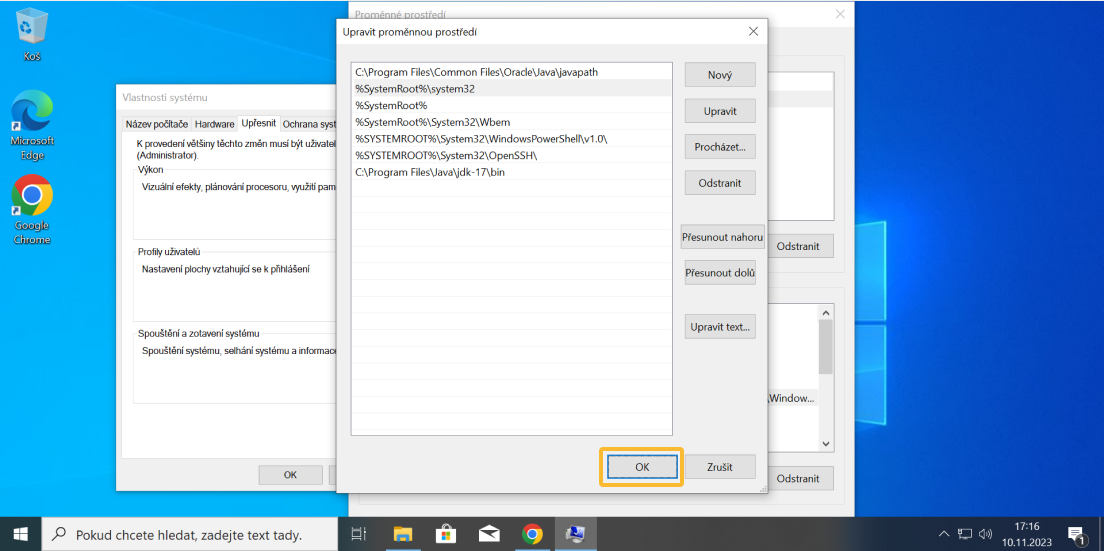 Koš
Microsoft
Edge
Google
Chrome
Proměnné prostředí
Upravit proměnnou prostředí
C:\Program Files\Common Files\Oracle\Java\javapath
%SystemRoot%\system32
%SystemRoot%
%SystemRoot%\System32\Wbem
%SYSTEMROOT%\System32\WindowsPowerShell\v1.0\
%SYSTEMROOT%\System32\OpenSSH\
C:\Program Files\Java\jdk-17\bin
Nový
Upravit
Procházet...
Odstranit
Přesunout nahoru
Přesunout dolů
Upravit text...
OK
Zrušit
Odstranit
\Window...
Odstranit
Vlastnosti systému
Název počítače
Hardware
Upřesnit
Ochrana syst
K provedení většiny těchto změn musí být uživatel
(Administrator).
Výkon
Vizuální efekty, plánování procesoru, využití pam
Profily uživatelů
Nastavení plochy vztahující se k přihlášení
Spouštění a zotavení systému
Spouštění systému, selhání systému a informace
OK
Pokud chcete hledat, zadejte text tady.
17:16
10.11.2023
1